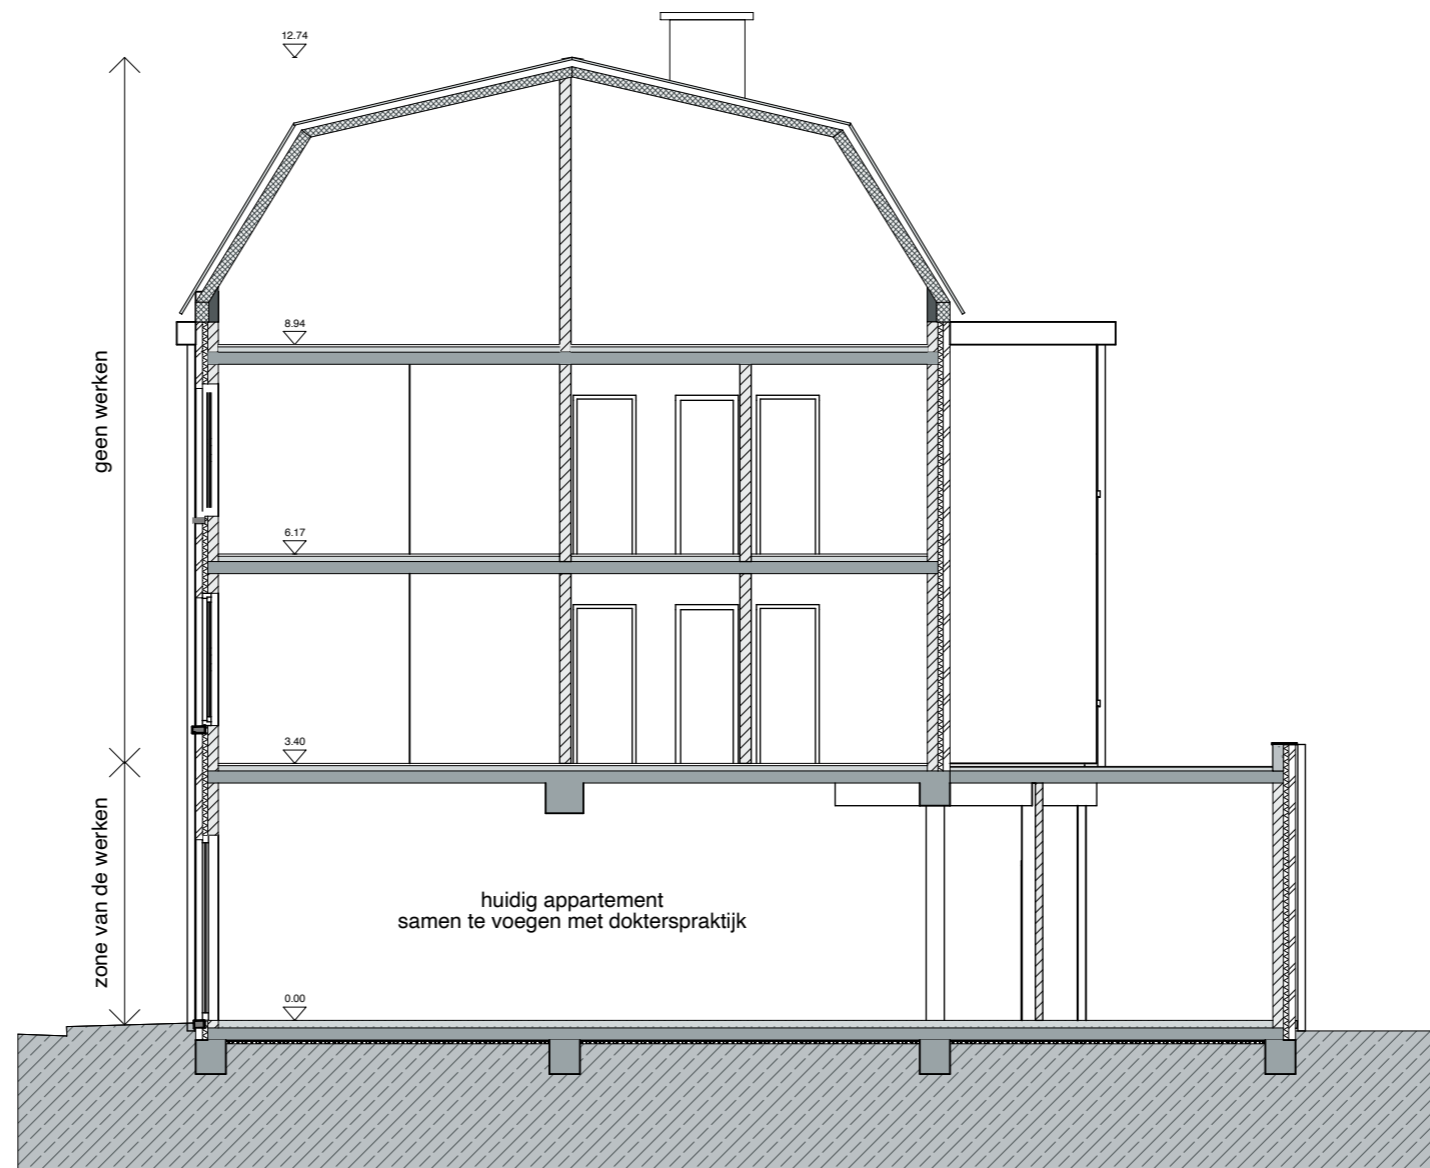 12.74
8.94
geen werken
6.17
3.40
zone van de werken
huidig appartement
samen te voegen met dokterspraktijk
0.00